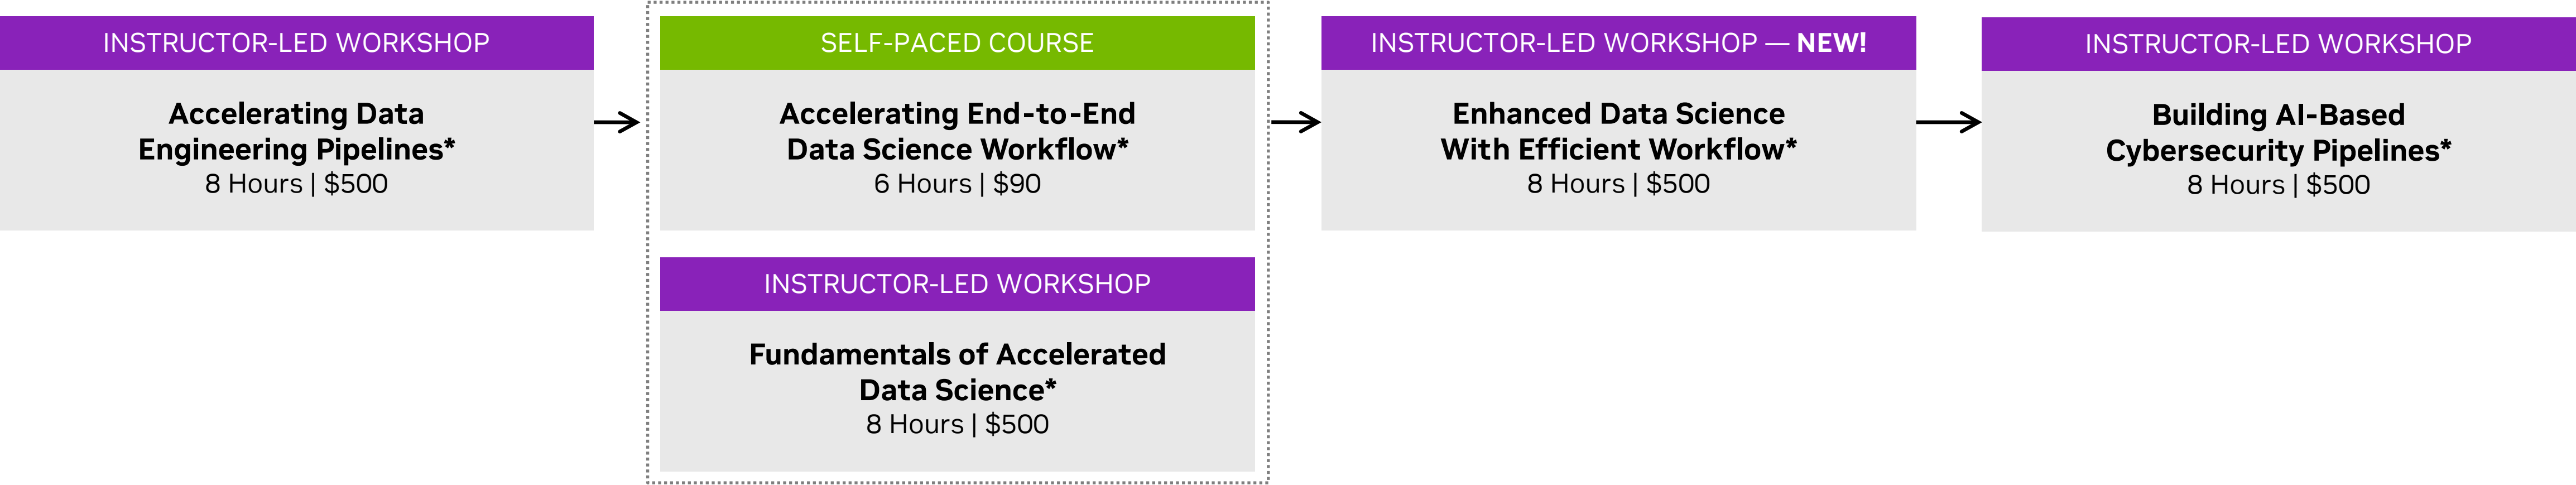 INSTRUCTOR-LED WORKSHOP
Accelerating Data
Engineering Pipelines*
8 Hours | $500
SELF-PACED COURSE
Accelerating End-to-End
Data Science Workflow*
6 Hours | $90
INSTRUCTOR-LED WORKSHOP
Fundamentals of Accelerated
Data Science*
8 Hours | $500
INSTRUCTOR-LED WORKSHOP — NEW!
Enhanced Data Science
With Efficient Workflow*
8 Hours | $500
INSTRUCTOR-LED WORKSHOP
Building AI-Based
Cybersecurity Pipelines*
8 Hours | $500